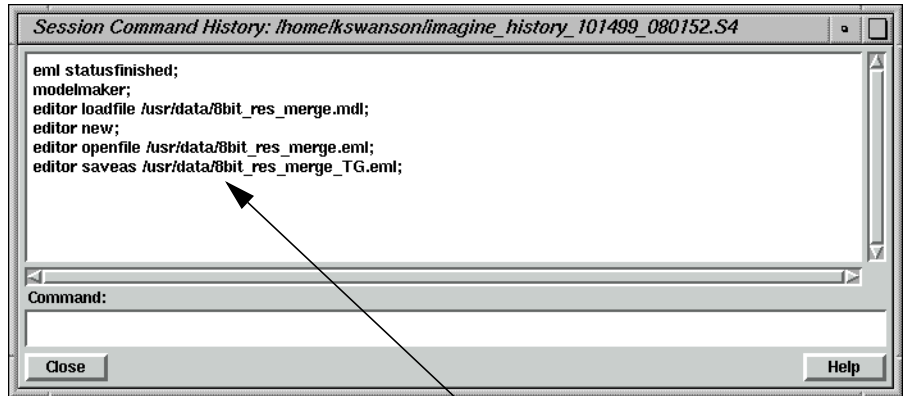 Session Command History: /home/kswanson/imagine_history_101499_080152.S4
eml statusfinished;
modelmaker;
editor loadfile /usr/data/8bit_res_merge.mdl;
editor new;
editor openfile /usr/data/8bit_res_merge.eml;
editor saveas /usr/data/8bit_res_merge_TG.eml;
Command:
Close
Help